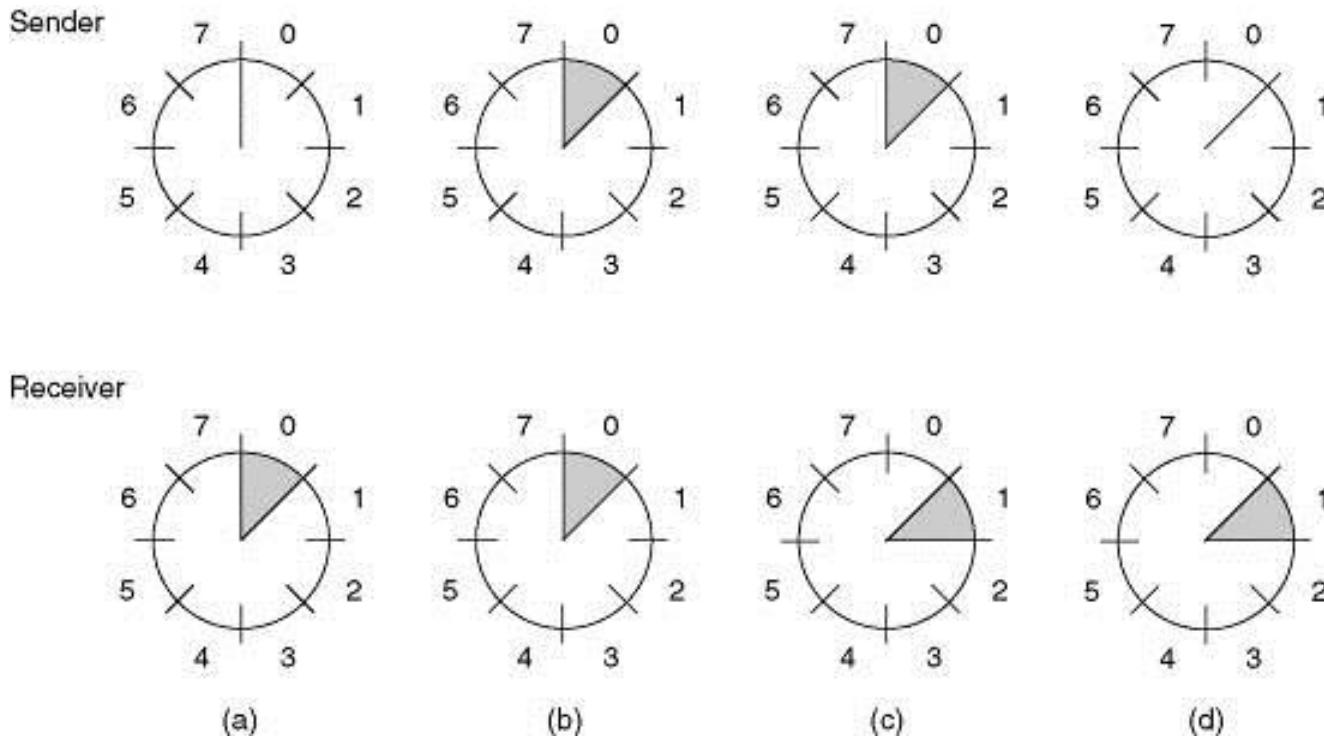 Sender
7 0 7 0 7 0 7 0
6 1 6 1 6 1 6 1
5 2 5 2 5 2 5 2
4 3 4 3 4 3 4 3
Receiver
7 0 7 0 7 0 7 0
6 1 6 1 6 1 6 1
5 2 5 2 5 2 5 2
4 3 4 3 4 3 4 3
(a) (b) (c) (d)